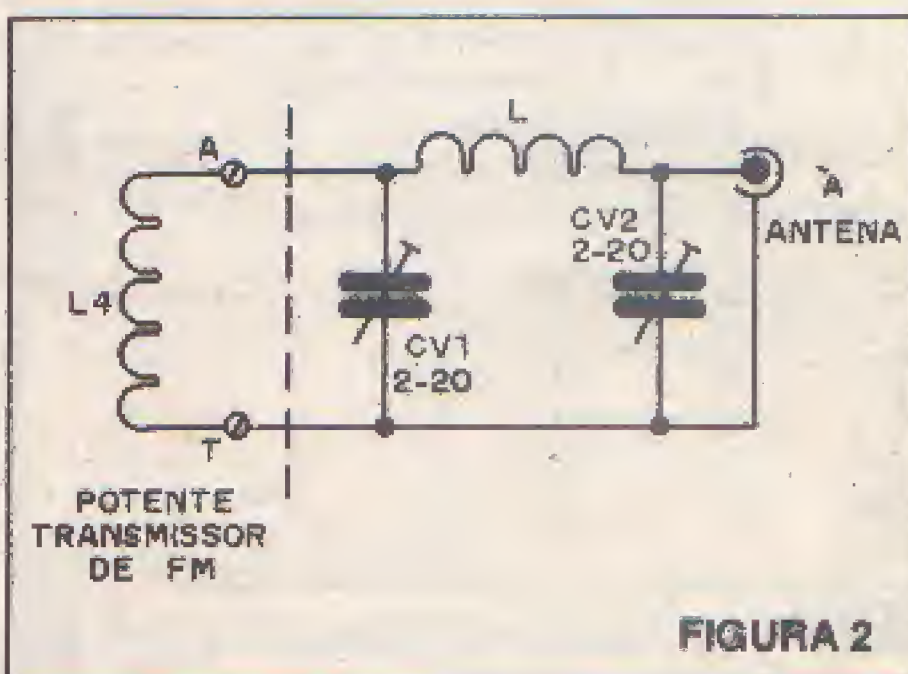 L
A
L4
CV1
2-20
CV2
2-20
A
ANTENA
T
POTENTE
TRANSMISSOR
DE FM
FIGURA 2